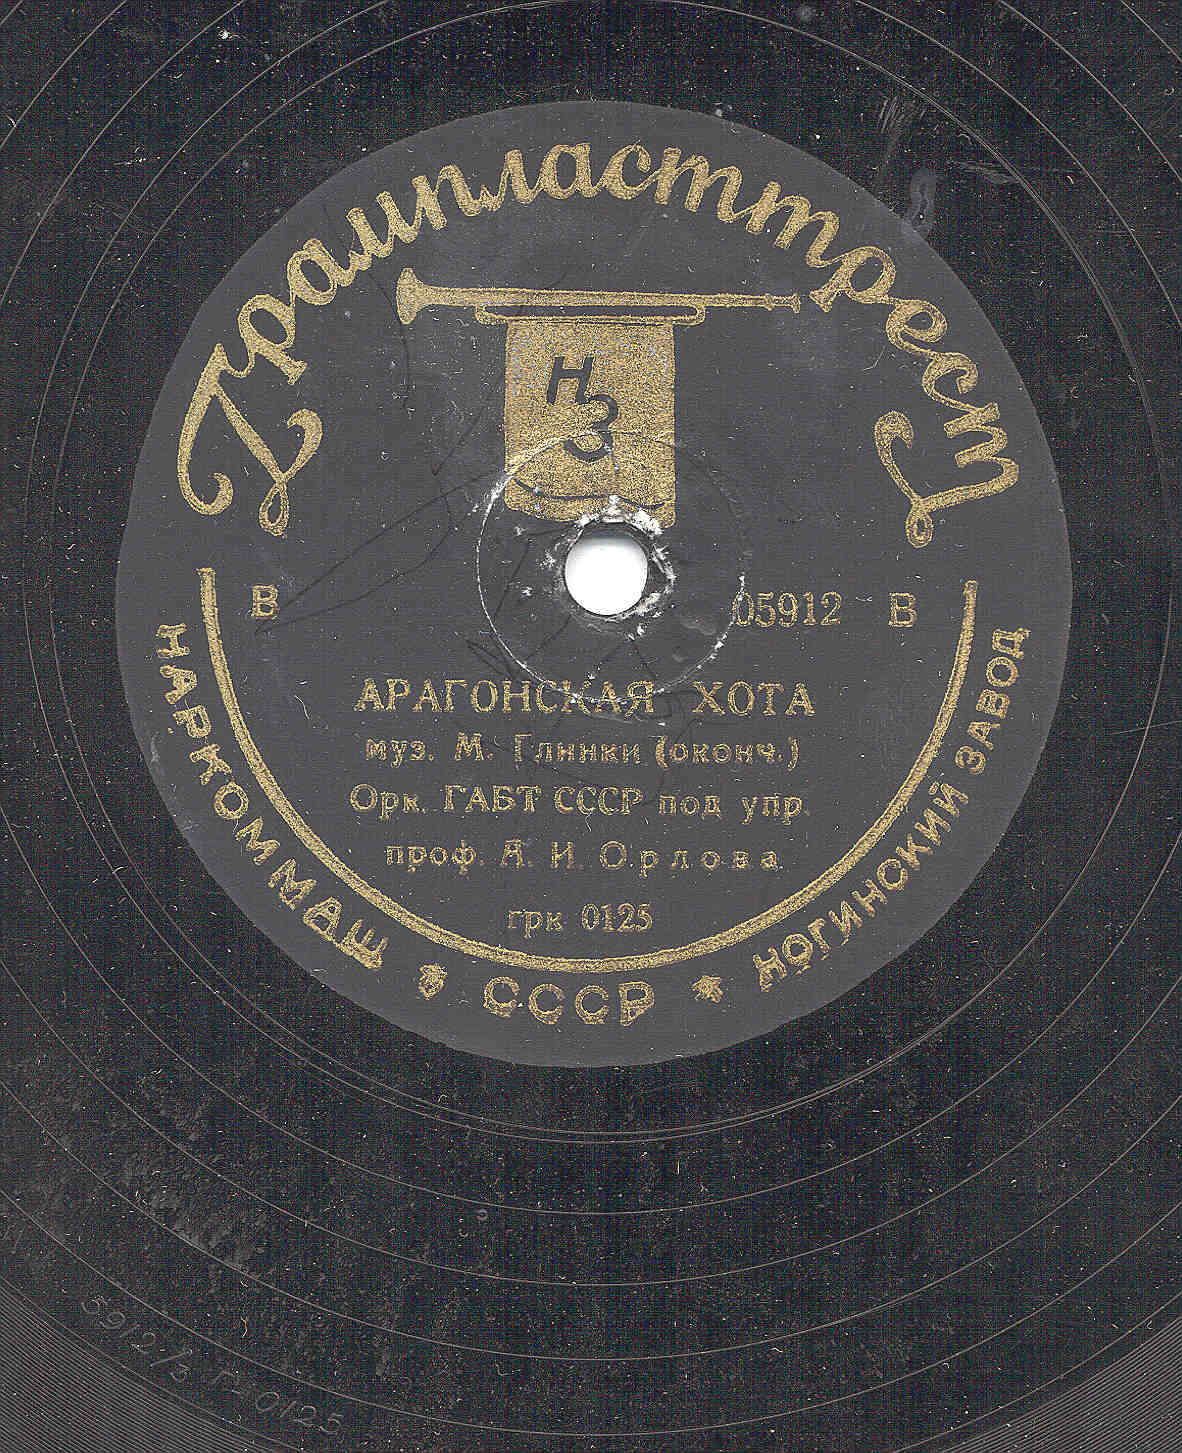 Грампласттрест
НЗ
В 05912 В
АРАГОНСКАЯ ХОТА
муз. М. Глинки (оконч.)
Орк. ГАБТ СССР под упр.
проф. А. И. Орлова
грк 0125
НАРКОММАШ ★ СССР ★ НОГИНСКИЙ ЗАВОД
5912/3 Г-0125